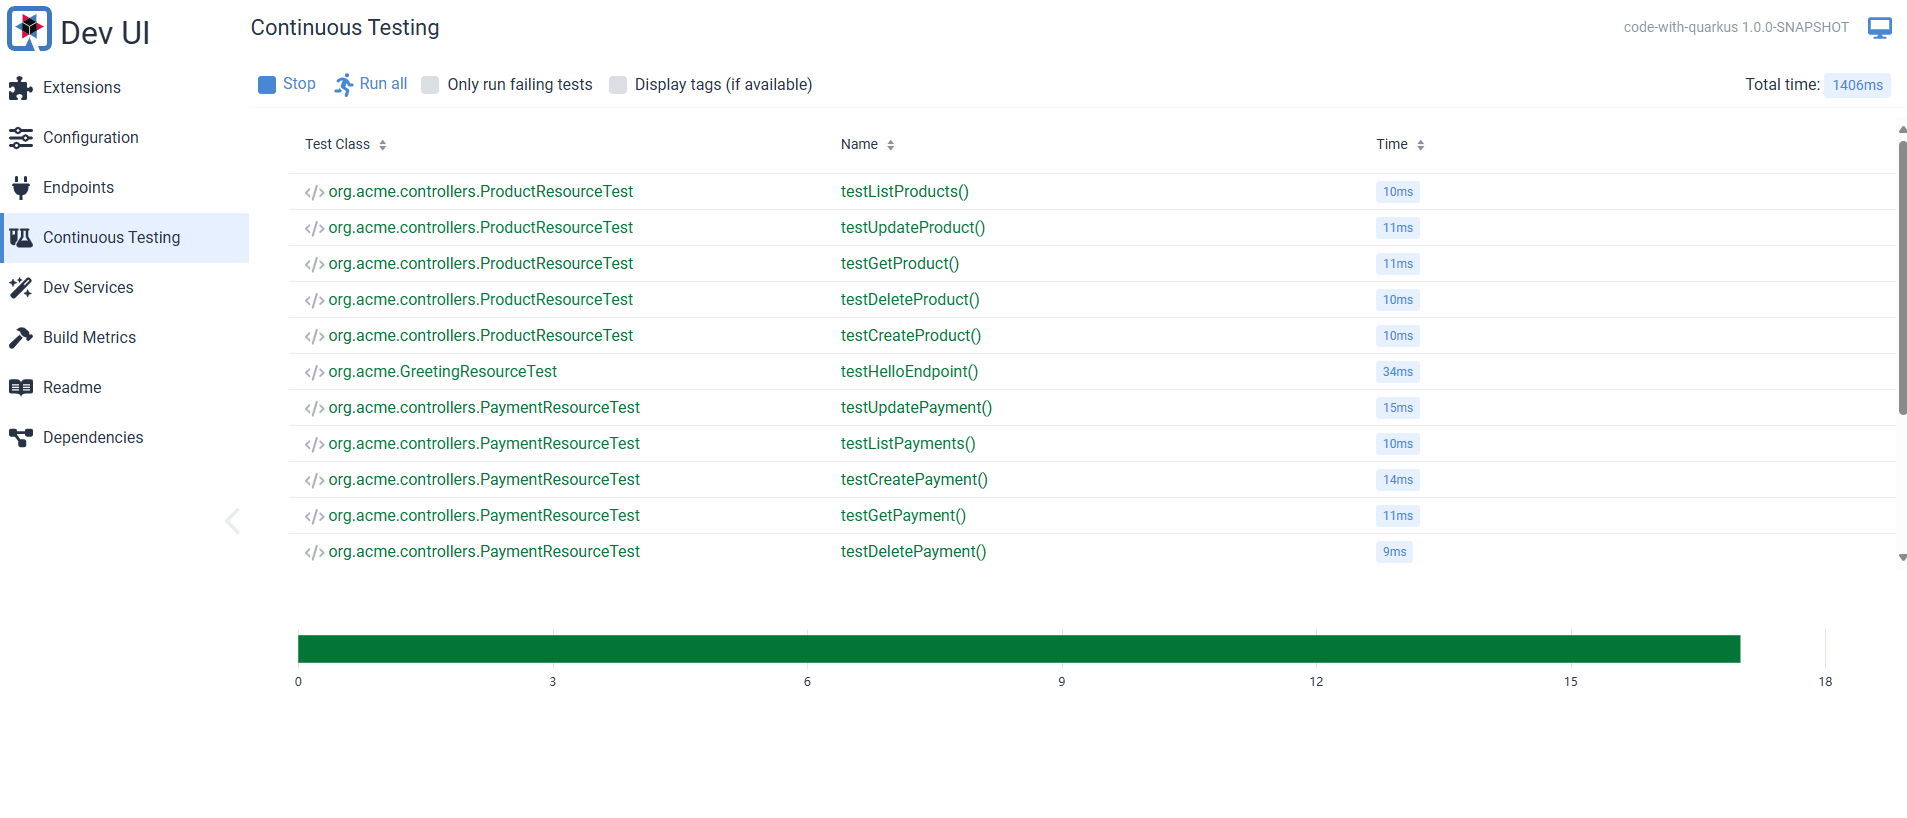 Dev UI
Continuous Testing
code-with-quarkus 1.0.0-SNAPSHOT
Extensions
Configuration
Endpoints
Continuous Testing
Dev Services
Build Metrics
Readme
Dependencies
Stop Run all Only run failing tests Display tags (if available) Total time: 1406ms
Test Class Name Time
</> org.acme.controllers.ProductResourceTest testListProducts() 10ms
</> org.acme.controllers.ProductResourceTest testUpdateProduct() 11ms
</> org.acme.controllers.ProductResourceTest testGetProduct() 11ms
</> org.acme.controllers.ProductResourceTest testDeleteProduct() 10ms
</> org.acme.controllers.ProductResourceTest testCreateProduct() 10ms
</> org.acme.GreetingResourceTest testHelloEndpoint() 34ms
</> org.acme.controllers.PaymentResourceTest testUpdatePayment() 15ms
</> org.acme.controllers.PaymentResourceTest testListPayments() 10ms
</> org.acme.controllers.PaymentResourceTest testCreatePayment() 14ms
</> org.acme.controllers.PaymentResourceTest testGetPayment() 11ms
</> org.acme.controllers.PaymentResourceTest testDeletePayment() 9ms
0 3 6 9 12 15 18